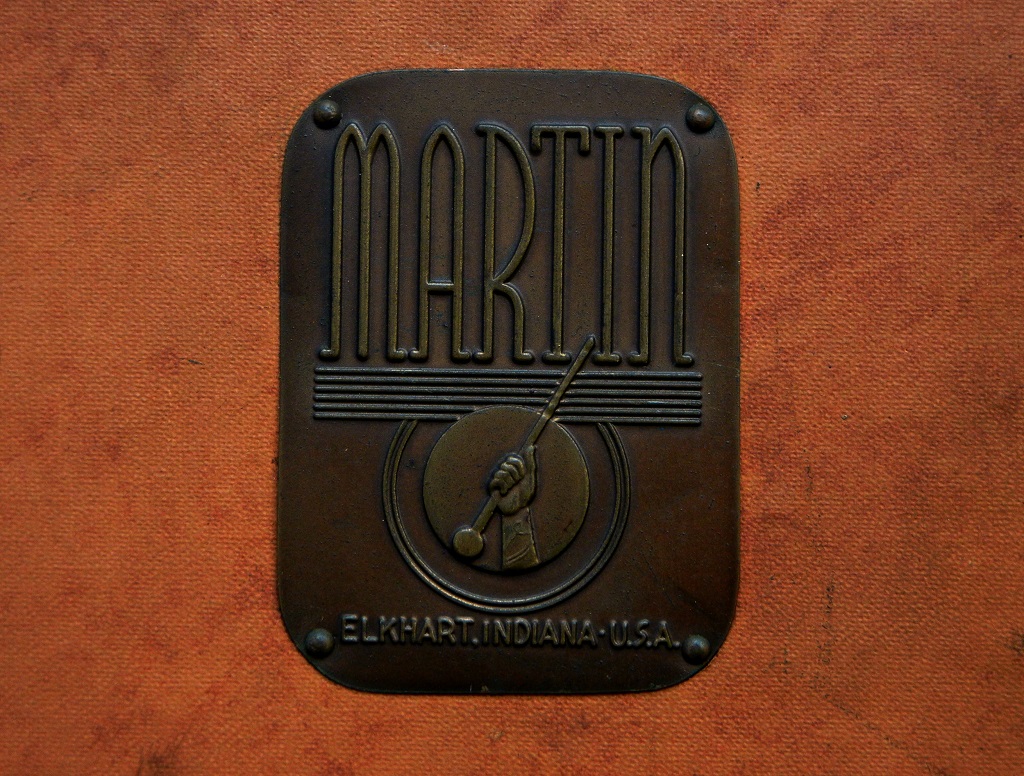 MARTIN
ELKHART, INDIANA · U.S.A.